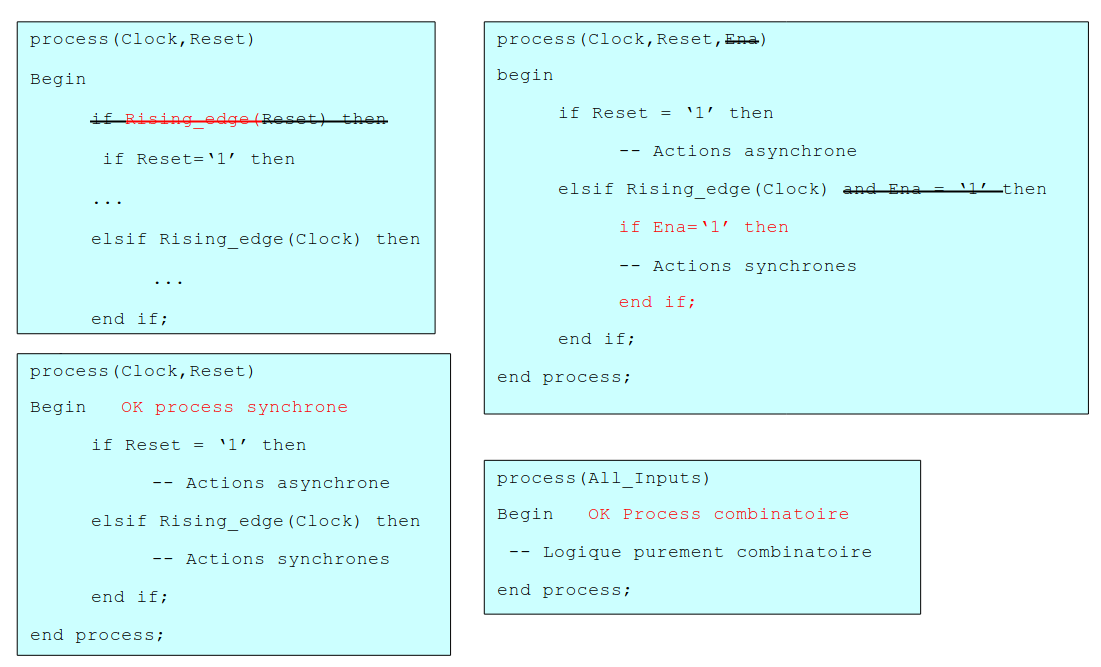 process(Clock,Reset)
Begin
if Rising_edge(Reset) then
if Reset=‘1’ then
...
elsif Rising_edge(Clock) then
...
end if;
process(Clock,Reset,Ena)
begin
if Reset = ‘1’ then
-- Actions asynchrone
elsif Rising_edge(Clock) and Ena = ‘1’ then
if Ena=‘1’ then
-- Actions synchrones
end if;
end if;
end process;
process(Clock,Reset)
Begin OK process synchrone
if Reset = ‘1’ then
-- Actions asynchrone
elsif Rising_edge(Clock) then
-- Actions synchrones
end if;
end process;
process(All_Inputs)
Begin OK Process combinatoire
-- Logique purement combinatoire
end process;